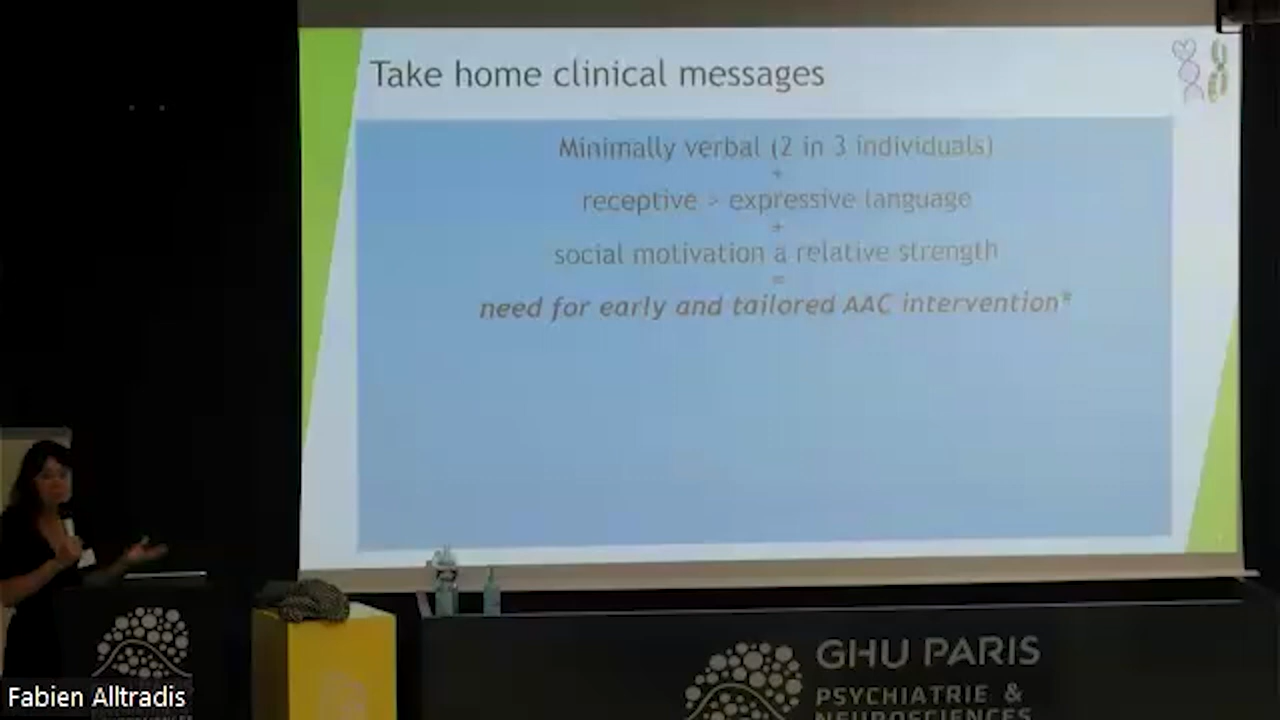 Take home clinical messages
Minimally verbal (2 in 3 individuals)
+
receptive > expressive language
+
social motivation a relative strength
=
need for early and tailored AAC intervention*
Fabien Alltradis
GHU PARIS
PSYCHIATRIE &
NEUROSCIENCES